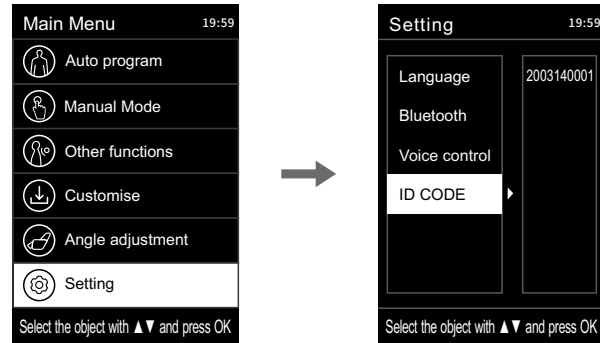 Main Menu 19:59
Auto program
Manual Mode
Other functions
Customise
Angle adjustment
Setting
Select the object with ▲▼ and press OK
Setting 19:59
Language 2003140001
Bluetooth
Voice control
ID CODE
Select the object with ▲▼ and press OK